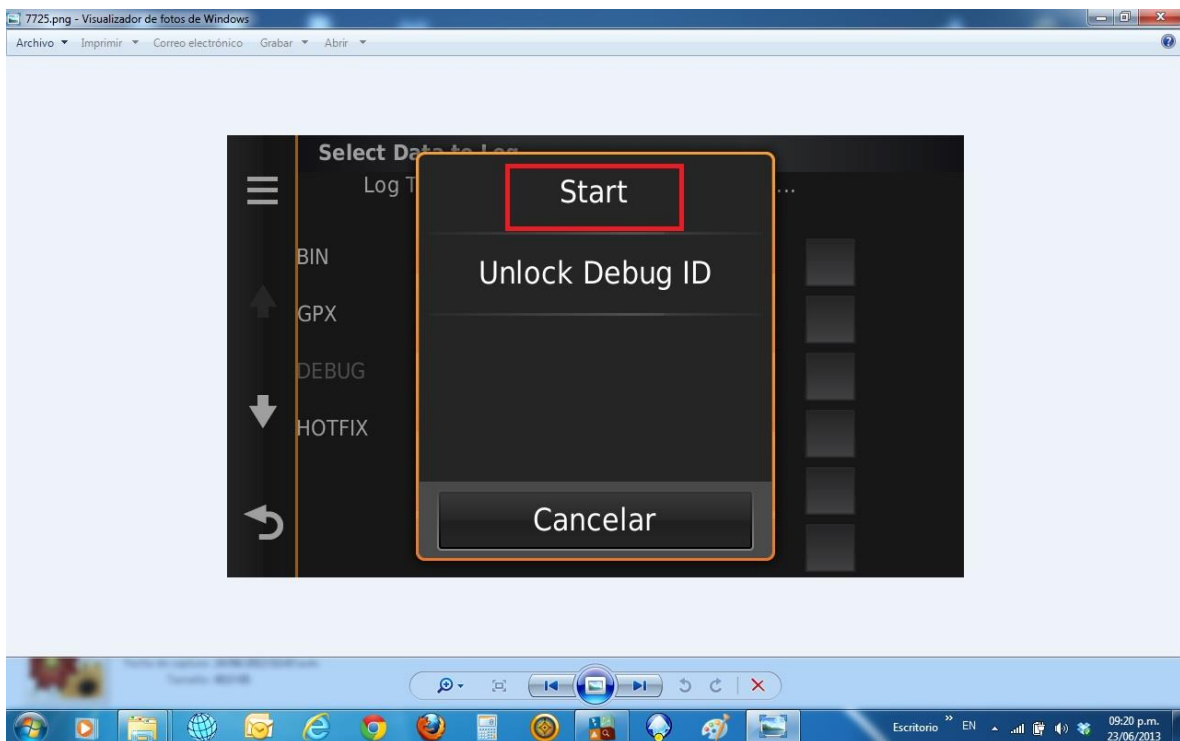 7725.png - Visualizador de fotos de Windows
Archivo Imprimir Correo electrónico Grabar Abrir
Select Data to Log
Log T ...
Start
BIN
Unlock Debug ID
GPX
DEBUG
HOTFIX
Cancelar
Escritorio » EN 09:20 p.m.
23/06/2013